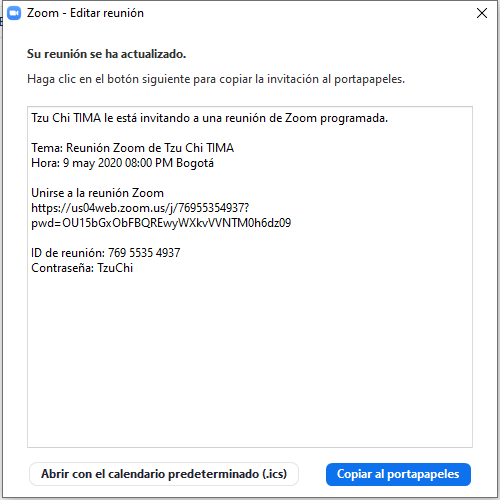 Zoom - Editar reunión
Su reunión se ha actualizado.
Haga clic en el botón siguiente para copiar la invitación al portapapeles.
Tzu Chi TIMA le está invitando a una reunión de Zoom programada.
Tema: Reunión Zoom de Tzu Chi TIMA
Hora: 9 may 2020 08:00 PM Bogotá
Unirse a la reunión Zoom
https://us04web.zoom.us/j/76955354937?
pwd=OU15bGxObFBQREwyWXkvVVNTM0h6dz09
ID de reunión: 769 5535 4937
Contraseña: TzuChi
Abrir con el calendario predeterminado (.ics)
Copiar al portapapeles